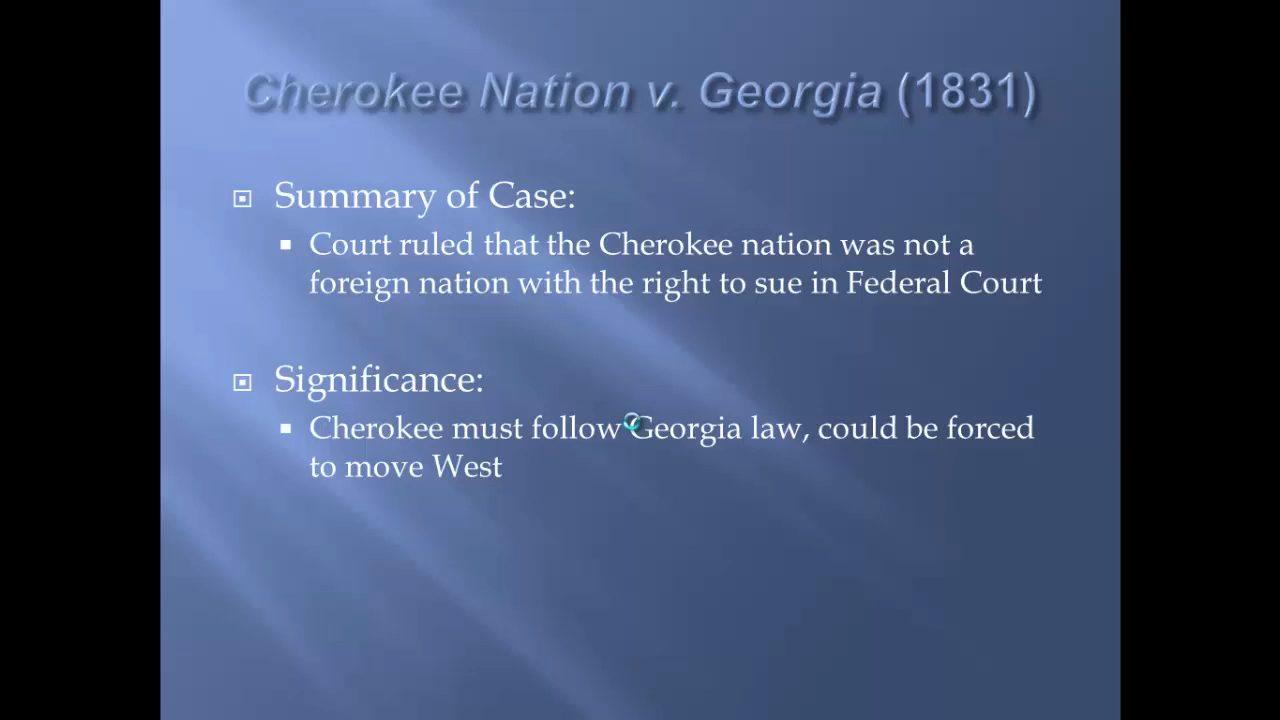 Cherokee Nation v. Georgia (1831)
Summary of Case:
Court ruled that the Cherokee nation was not a
foreign nation with the right to sue in Federal Court
Significance:
Cherokee must follow Georgia law, could be forced
to move West